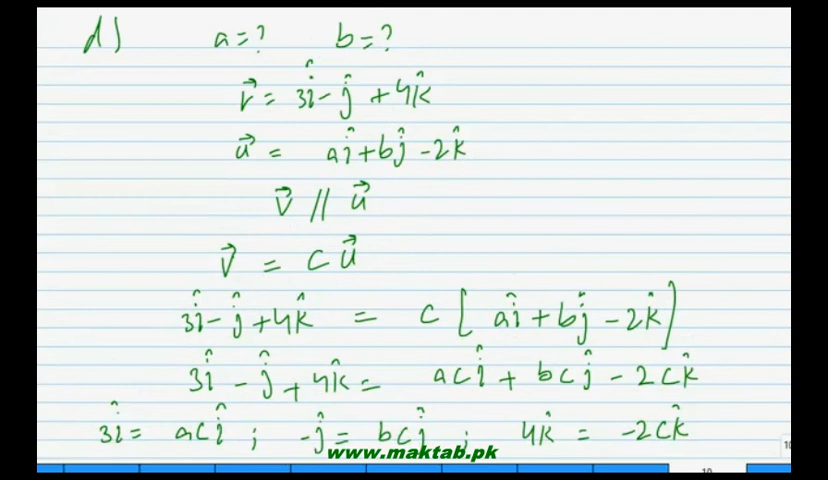 d) a=? b=?
v⃗ = 3î - ĵ + 4k̂
u⃗ = aî + bĵ - 2k̂
v⃗ // u⃗
v⃗ = c u⃗
3î - ĵ + 4k̂ = c [ aî + bĵ - 2k̂ ]
3î - ĵ + 4k̂ = acî + bcĵ - 2ck̂
3î = acî ; -ĵ = bcĵ ; 4k̂ = -2ck̂
www.maktab.pk
10